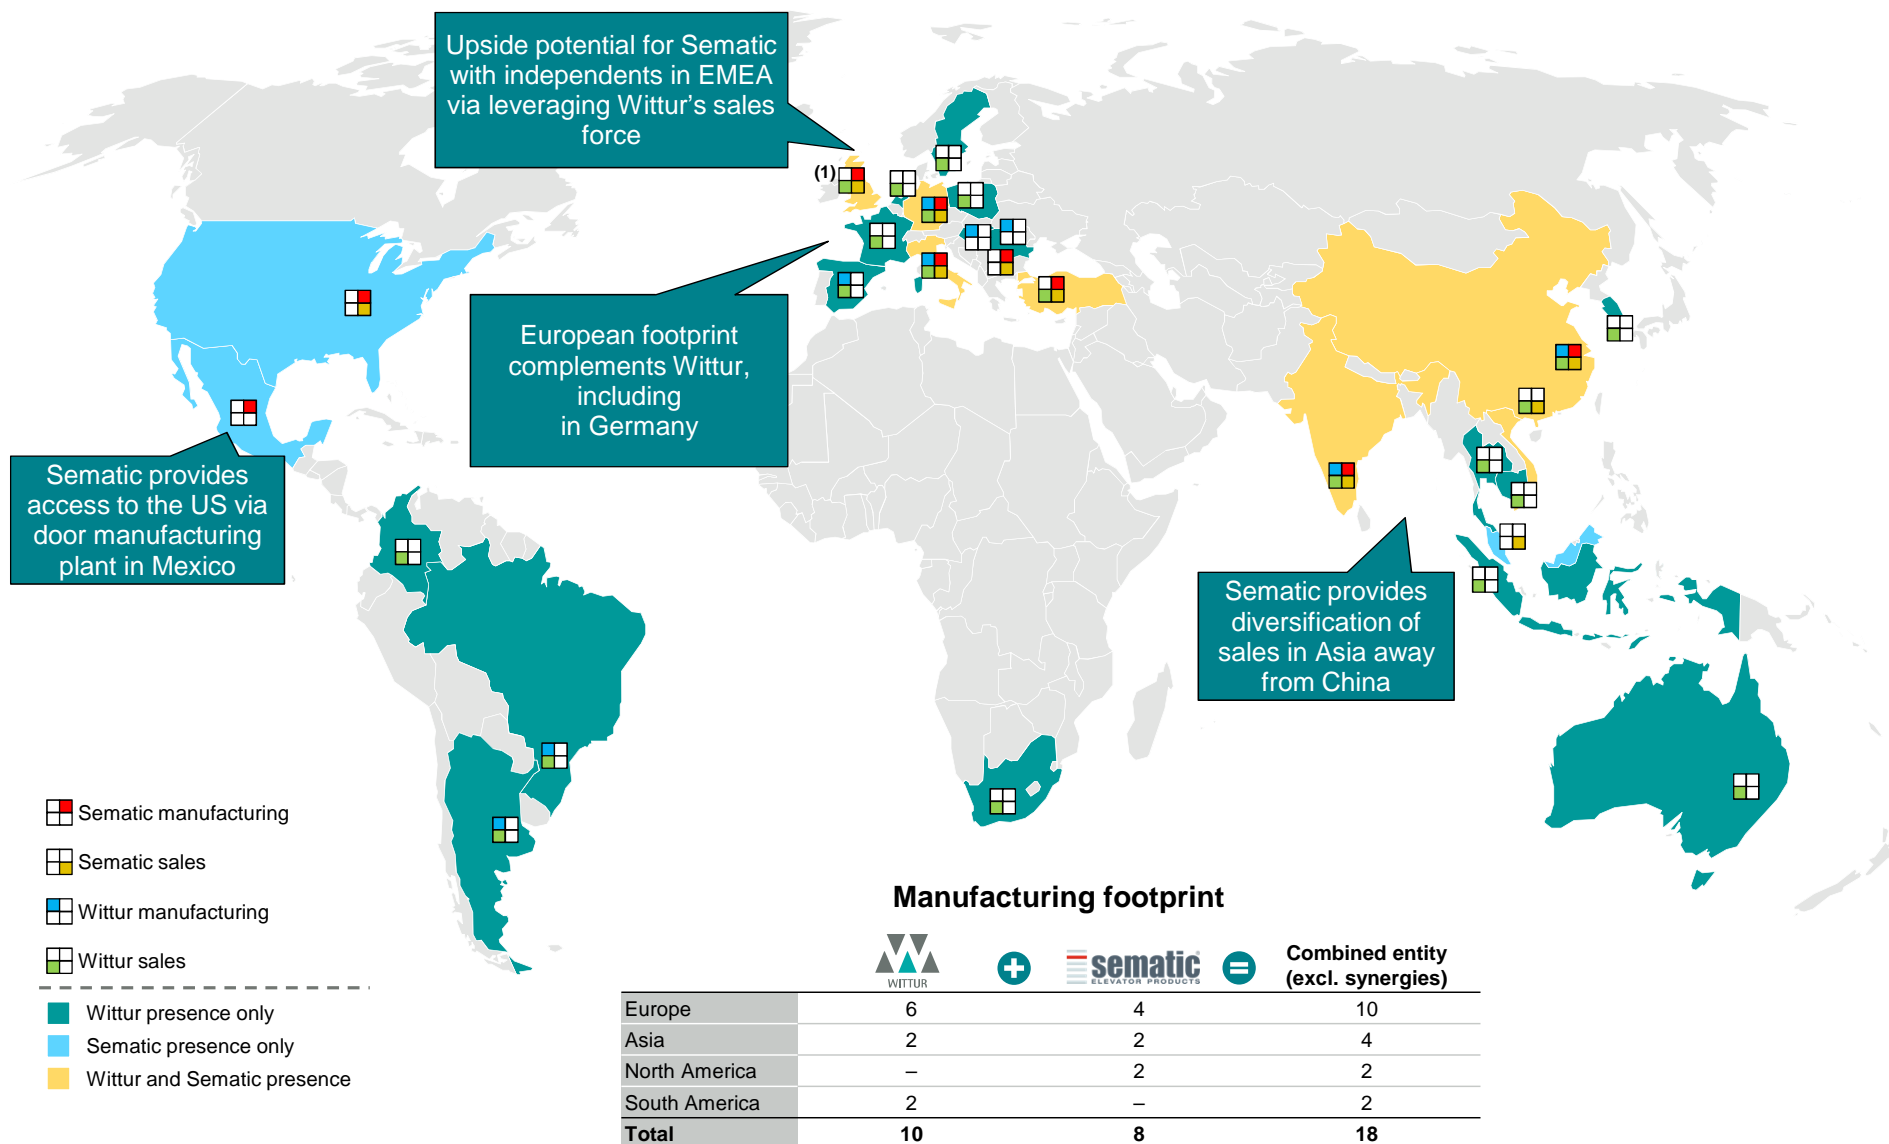 Upside potential for Sematic
with independents in EMEA
via leveraging Wittur’s sales
force
(1)
European footprint
complements Wittur,
including
in Germany
Sematic provides
access to the US via
door manufacturing
plant in Mexico
Sematic provides
diversification of
sales in Asia away
from China
Sematic manufacturing
Sematic sales
Wittur manufacturing
Wittur sales
Wittur presence only
Sematic presence only
Wittur and Sematic presence
Manufacturing footprint
WITTUR + sematic ELEVATOR PRODUCTS = Combined entity
(excl. synergies)
Europe 6 4 10
Asia 2 2 4
North America – 2 2
South America 2 – 2
Total 10 8 18